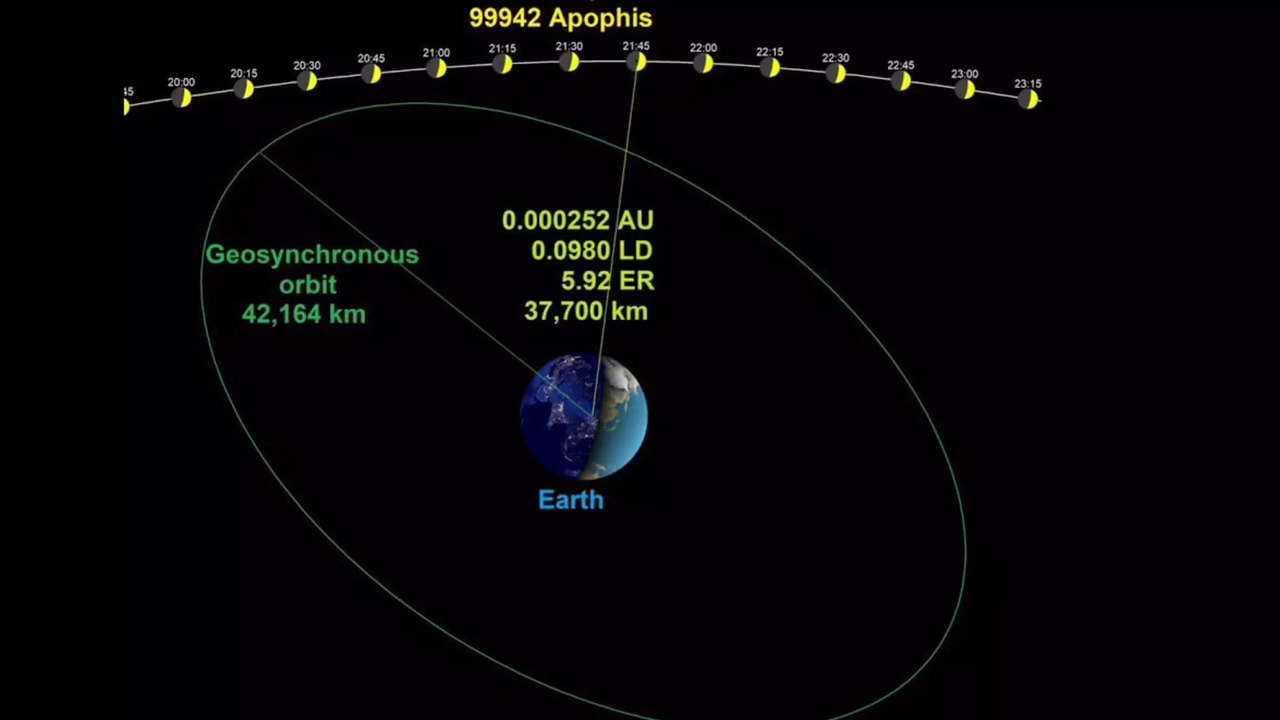 99942 Apophis
45
20:00
20:15
20:30
20:45
21:00
21:15
21:30
21:45
22:00
22:15
22:30
22:45
23:00
23:15
0.000252 AU
0.0980 LD
5.92 ER
37,700 km
Geosynchronous
orbit
42,164 km
Earth